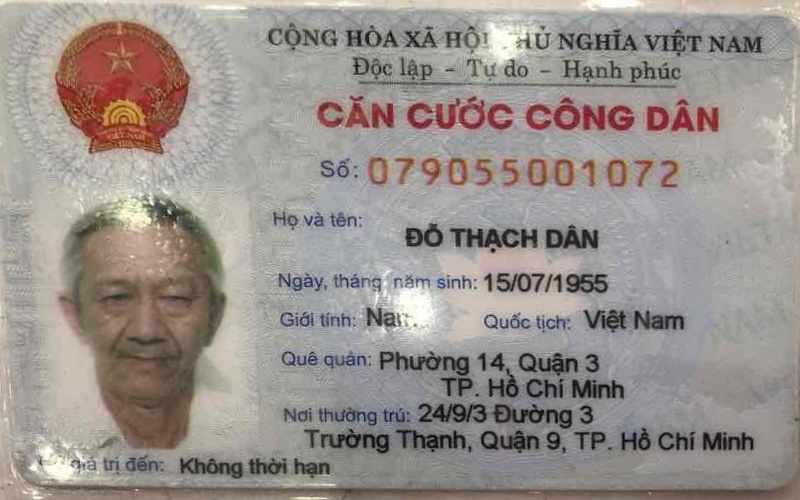 CỘNG HÒA XÃ HỘI CHỦ NGHĨA VIỆT NAM
Độc lập - Tự do - Hạnh phúc
CĂN CƯỚC CÔNG DÂN
Số: 079055001072
Họ và tên:
ĐỖ THẠCH DÂN
Ngày, tháng, năm sinh: 15/07/1955
Giới tính: Nam Quốc tịch: Việt Nam
Quê quán: Phường 14, Quận 3
TP. Hồ Chí Minh
Nơi thường trú: 24/9/3 Đường 3
Trường Thạnh, Quận 9, TP. Hồ Chí Minh
giá trị đến: Không thời hạn